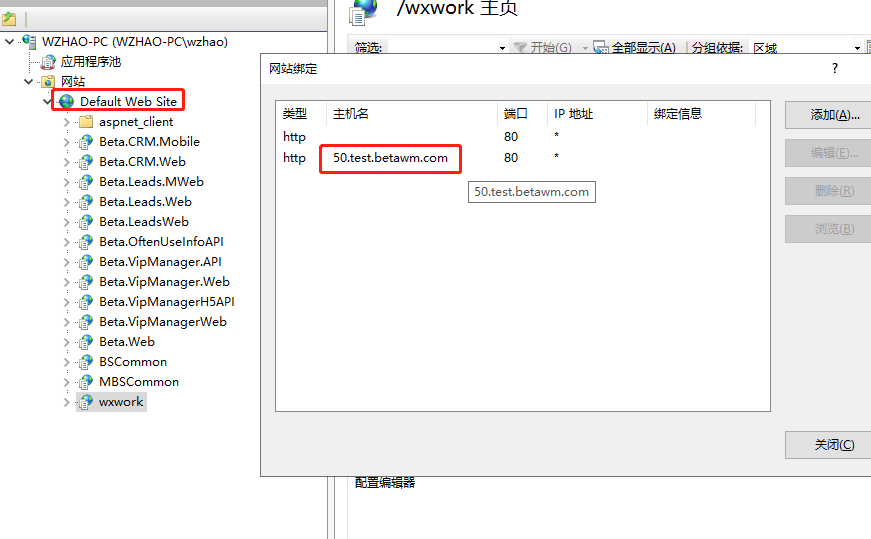 /wxwork 主页
WZHAO-PC (WZHAO-PC\wzhao)
应用程序池
网站
Default Web Site
aspnet_client
Beta.CRM.Mobile
Beta.CRM.Web
Beta.Leads.MWeb
Beta.Leads.Web
Beta.LeadsWeb
Beta.OftenUseInfoAPI
Beta.VipManager.API
Beta.VipManager.Web
Beta.VipManagerH5API
Beta.VipManagerWeb
Beta.Web
BSCommon
MBSCommon
wxwork
筛选: 开始(G) 全部显示(A) 分组依据: 区域
网站绑定 ?
类型 主机名 端口 IP 地址 绑定信息
http 80 *
http 50.test.betawm.com 80 *
50.test.betawm.com
添加(A)...
编辑(E)...
删除(R)
浏览(B)
关闭(C)
配置编辑器